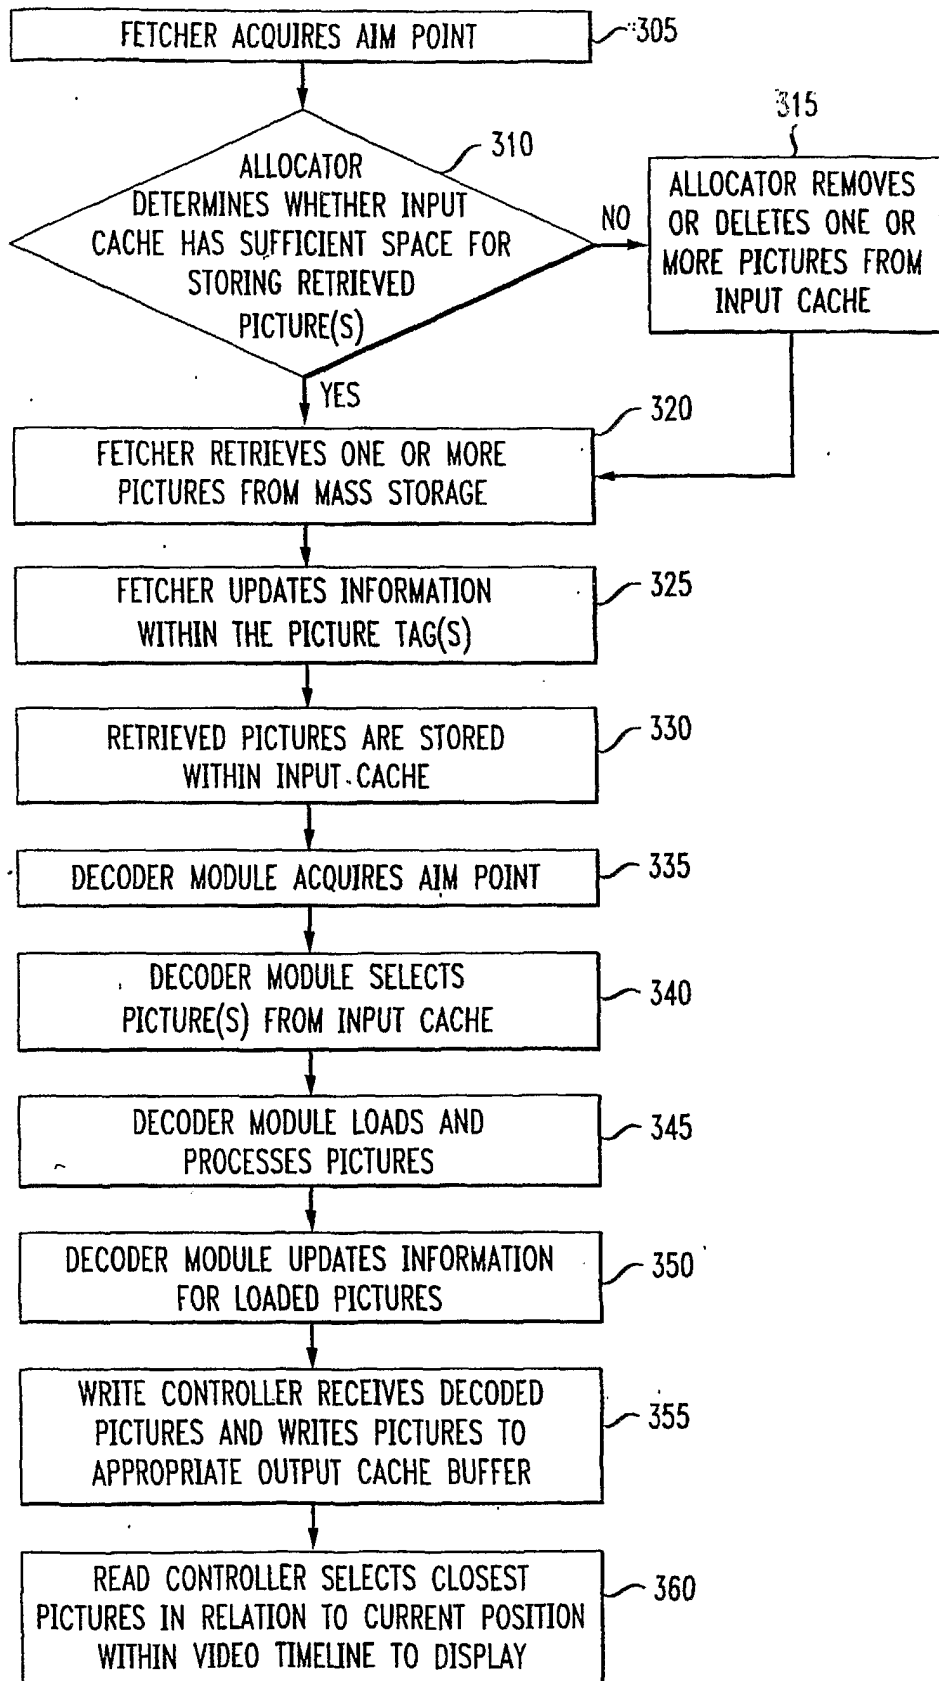 FETCHER ACQUIRES AIM POINT
305
ALLOCATOR
DETERMINES WHETHER INPUT
CACHE HAS SUFFICIENT SPACE FOR
STORING RETRIEVED
PICTURE(S)
310
NO
YES
315
ALLOCATOR REMOVES
OR DELETES ONE OR
MORE PICTURES FROM
INPUT CACHE
FETCHER RETRIEVES ONE OR MORE
PICTURES FROM MASS STORAGE
320
FETCHER UPDATES INFORMATION
WITHIN THE PICTURE TAG(S)
325
RETRIEVED PICTURES ARE STORED
WITHIN INPUT CACHE
330
DECODER MODULE ACQUIRES AIM POINT
335
DECODER MODULE SELECTS
PICTURE(S) FROM INPUT CACHE
340
DECODER MODULE LOADS AND
PROCESSES PICTURES
345
DECODER MODULE UPDATES INFORMATION
FOR LOADED PICTURES
350
WRITE CONTROLLER RECEIVES DECODED
PICTURES AND WRITES PICTURES TO
APPROPRIATE OUTPUT CACHE BUFFER
355
READ CONTROLLER SELECTS CLOSEST
PICTURES IN RELATION TO CURRENT POSITION
WITHIN VIDEO TIMELINE TO DISPLAY
360